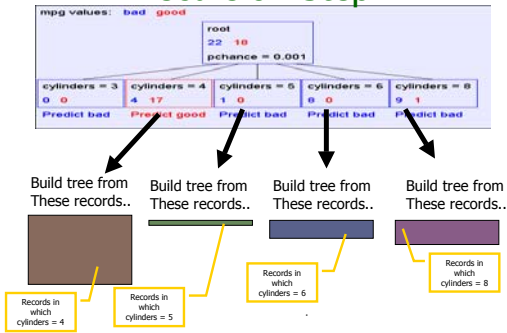 mpg values: bad good
root
22 18
pchance = 0.001
cylinders = 3 cylinders = 4 cylinders = 5 cylinders = 6 cylinders = 8
0 0 4 17 1 0 8 0 9 1
Predict bad Predict good Predict bad Predict bad Predict bad
Build tree from Build tree from Build tree from Build tree from
These records.. These records.. These records.. These records..
Records in
which
cylinders = 4
Records in
which
cylinders = 5
Records in
which
cylinders = 6
Records in
which
cylinders = 8